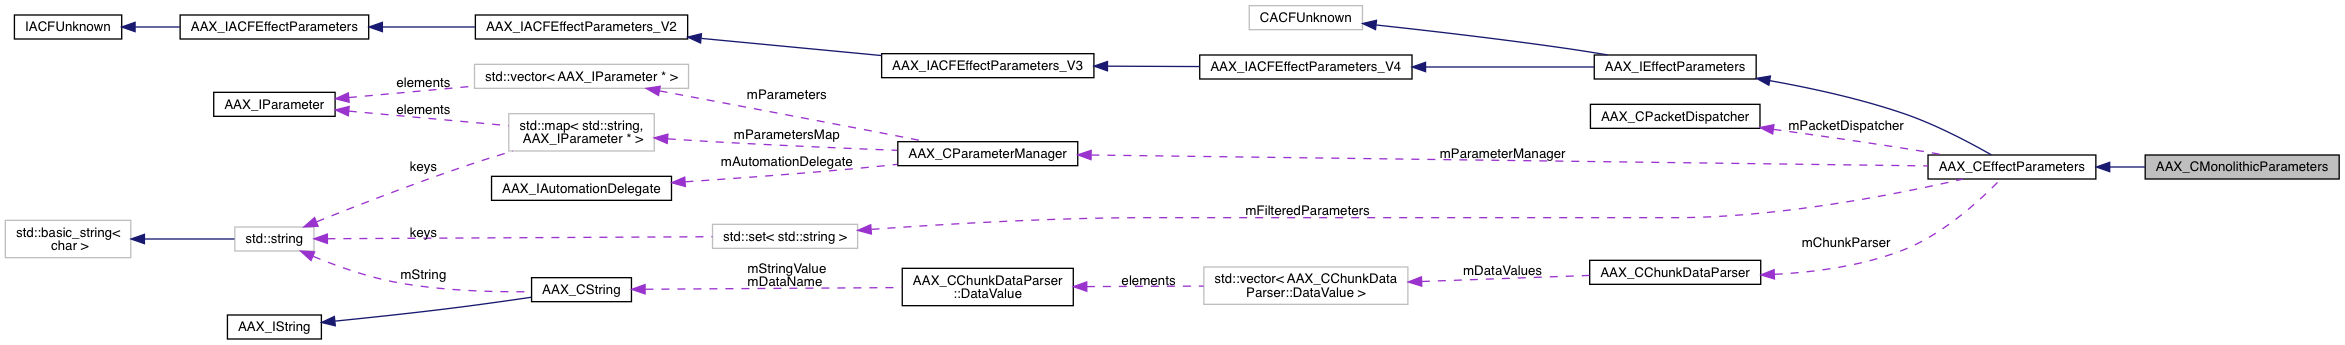 IACFUnknown
AAX_IACFEffectParameters
AAX_IACFEffectParameters_V2
CACFUnknown
AAX_IACFEffectParameters_V3
AAX_IACFEffectParameters_V4
AAX_IEffectParameters
std::vector< AAX_IParameter * >
elements
AAX_IParameter
elements
mParameters
AAX_CPacketDispatcher
mPacketDispatcher
std::map< std::string,
AAX_IParameter * >
mParametersMap
AAX_CParameterManager
mParameterManager
AAX_CEffectParameters
AAX_CMonolithicParameters
mAutomationDelegate
keys
AAX_IAutomationDelegate
mFilteredParameters
std::basic_string<
char >
std::string
keys
std::set< std::string >
mChunkParser
mString
AAX_CString
mStringValue
mDataName
AAX_CChunkDataParser
::DataValue
elements
std::vector< AAX_CChunkData
Parser::DataValue >
mDataValues
AAX_CChunkDataParser
AAX_IString